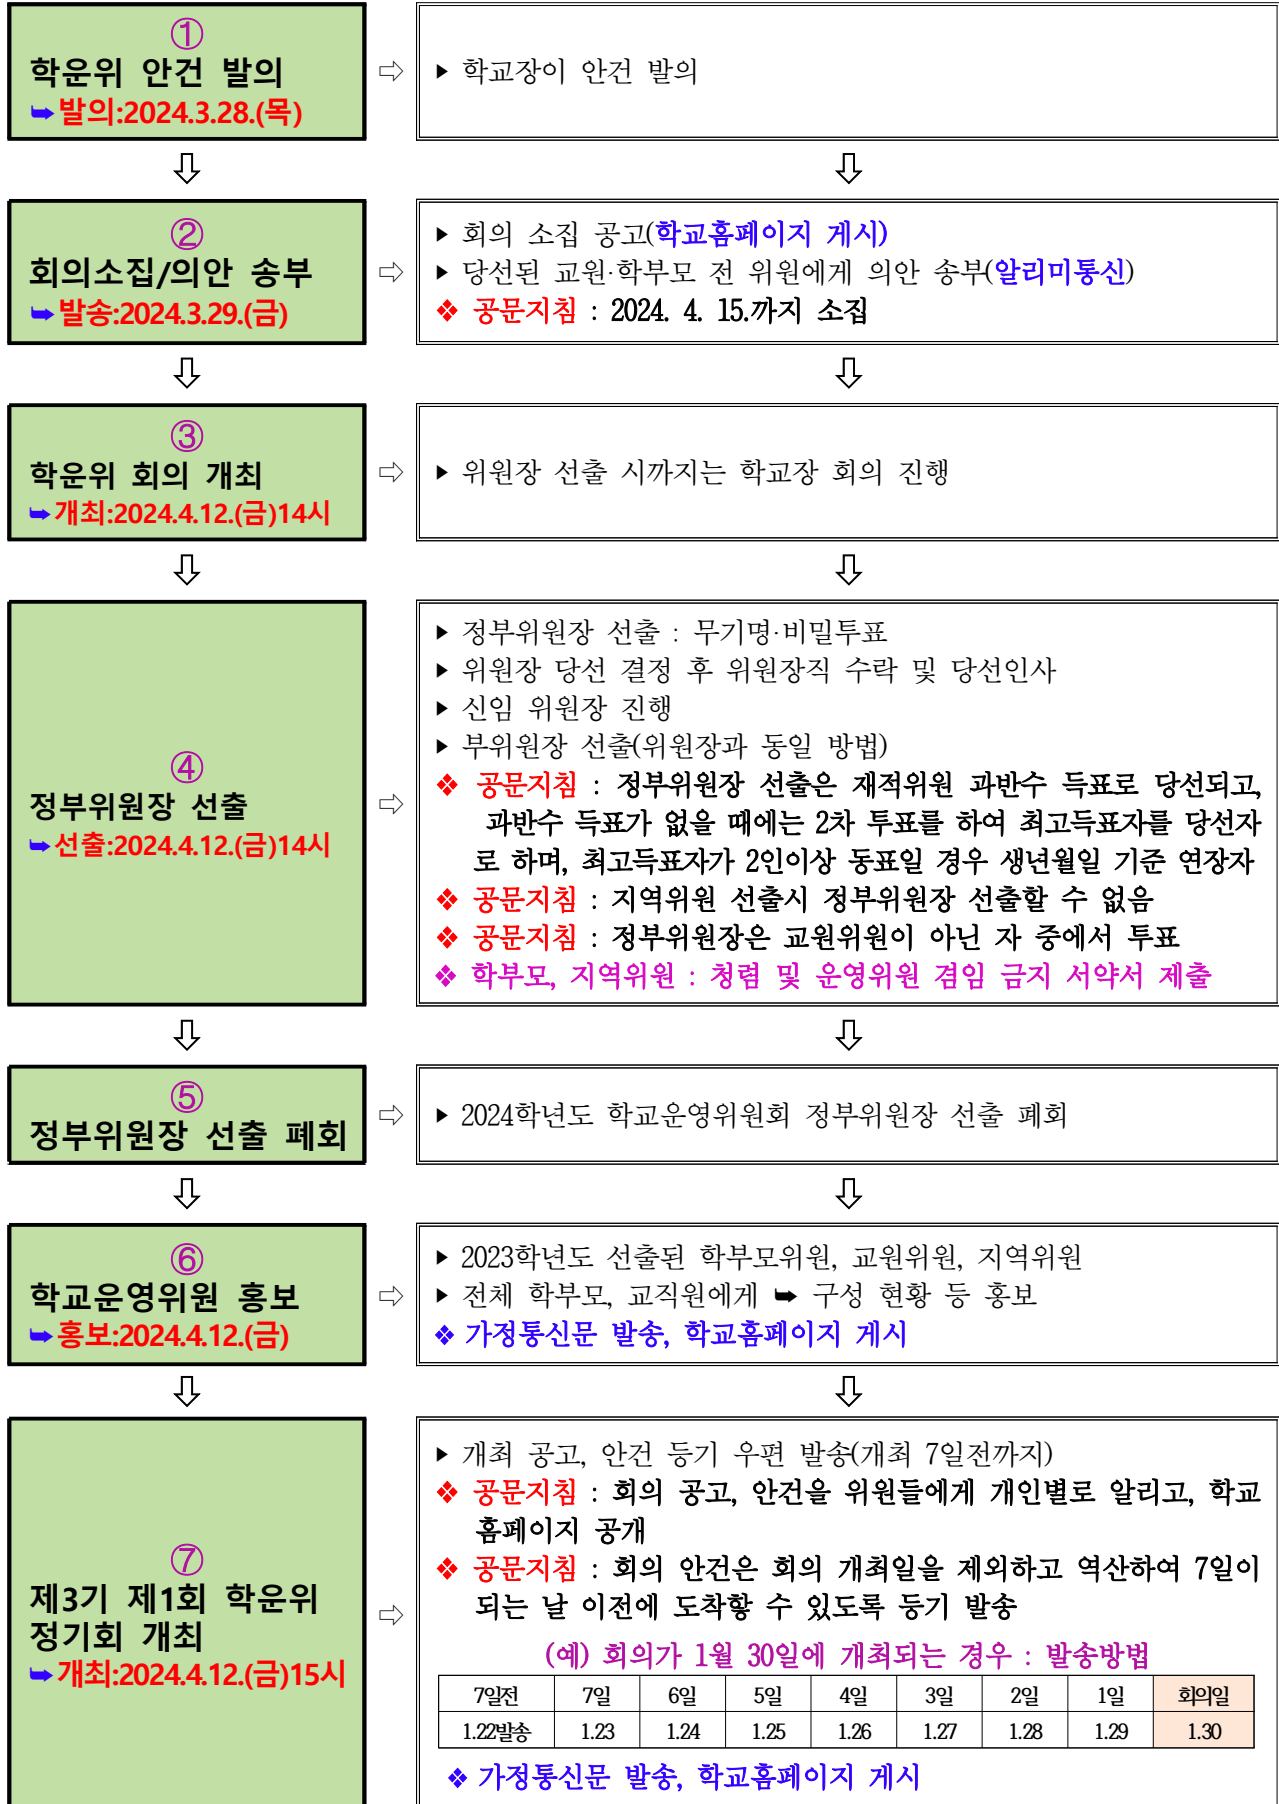 ①
학운위 안건 발의
➥발의:2024.3.28.(목)
⇨
▶ 학교장이 안건 발의
⇩ ⇩
②
회의소집/의안 송부
➥발송:2024.3.29.(금)
⇨
▶ 회의 소집 공고(학교홈페이지 게시)
▶ 당선된 교원·학부모 전 위원에게 의안 송부(알리미통신)
❖ 공문지침 : 2024. 4. 15.까지 소집
⇩ ⇩
③
학운위 회의 개최
➥개최:2024.4.12.(금)14시
⇨
▶ 위원장 선출 시까지는 학교장 회의 진행
⇩ ⇩
④
정부위원장 선출
➥선출:2024.4.12.(금)14시
⇨
▶ 정부위원장 선출 : 무기명·비밀투표
▶ 위원장 당선 결정 후 위원장직 수락 및 당선인사
▶ 신임 위원장 진행
▶ 부위원장 선출(위원장과 동일 방법)
❖ 공문지침 : 정부위원장 선출은 재적위원 과반수 득표로 당선되고,
과반수 득표가 없을 때에는 2차 투표를 하여 최고득표자를 당선자
로 하며, 최고득표자가 2인이상 동표일 경우 생년월일 기준 연장자
❖ 공문지침 : 지역위원 선출시 정부위원장 선출할 수 없음
❖ 공문지침 : 정부위원장은 교원위원이 아닌 자 중에서 투표
❖ 학부모, 지역위원 : 청렴 및 운영위원 겸임 금지 서약서 제출
⇩ ⇩
⑤
정부위원장 선출 폐회
⇨
▶ 2024학년도 학교운영위원회 정부위원장 선출 폐회
⇩ ⇩
⑥
학교운영위원 홍보
➥홍보:2024.4.12.(금)
⇨
▶ 2023학년도 선출된 학부모위원, 교원위원, 지역위원
▶ 전체 학부모, 교직원에게 ➥ 구성 현황 등 홍보
❖ 가정통신문 발송, 학교홈페이지 게시
⇩ ⇩
⑦
제3기 제1회 학운위
정기회 개최
➥개최:2024.4.12.(금)15시
⇨
▶ 개최 공고, 안건 등기 우편 발송(개최 7일전까지)
❖ 공문지침 : 회의 공고, 안건을 위원들에게 개인별로 알리고, 학교
홈페이지 공개
❖ 공문지침 : 회의 안건은 회의 개최일을 제외하고 역산하여 7일이
되는 날 이전에 도착할 수 있도록 등기 발송
(예) 회의가 1월 30일에 개최되는 경우 : 발송방법
7일전 7일 6일 5일 4일 3일 2일 1일 회의일
1.22발송 1.23 1.24 1.25 1.26 1.27 1.28 1.29 1.30
❖ 가정통신문 발송, 학교홈페이지 게시